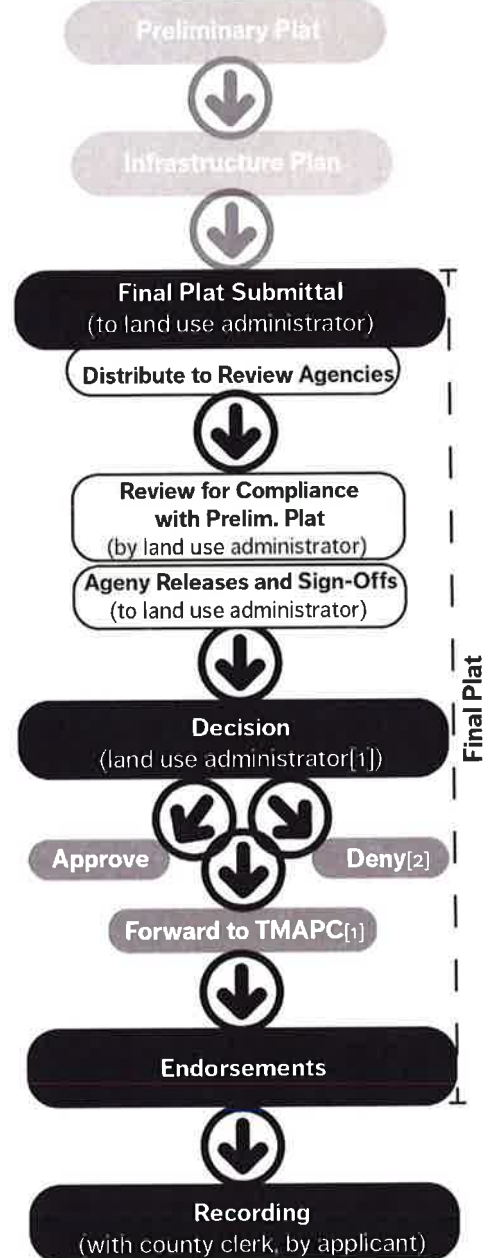 Preliminary Plat
Infrastructure Plan
Final Plat Submittal
(to land use administrator)
Distribute to Review Agencies
Review for Compliance
with Prelim. Plat
(by land use administrator)
Ageny Releases and Sign-Offs
(to land use administrator)
Decision
(land use administrator[1])
Approve
Deny[2]
Forward to TMAPC[1]
Endorsements
Recording
(with county clerk, by applicant)
Final Plat